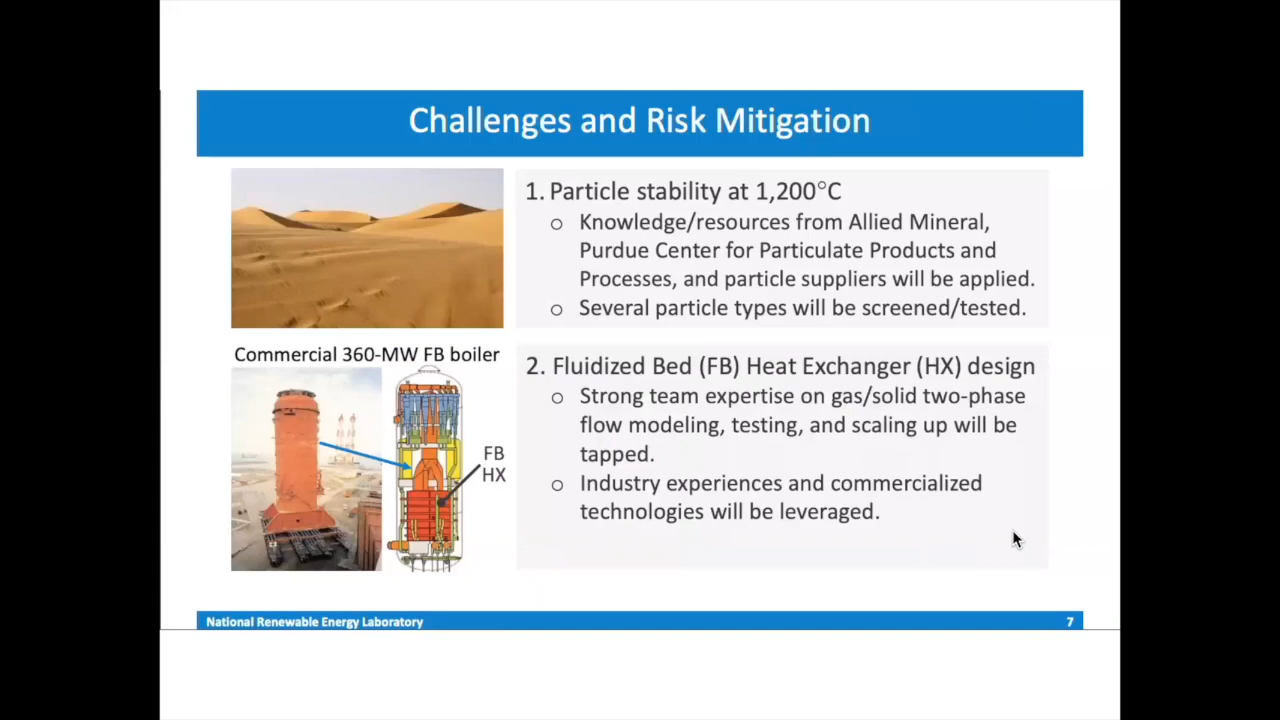 Challenges and Risk Mitigation
1. Particle stability at 1,200°C
o Knowledge/resources from Allied Mineral,
Purdue Center for Particulate Products and
Processes, and particle suppliers will be applied.
o Several particle types will be screened/tested.
Commercial 360-MW FB boiler
FB
HX
2. Fluidized Bed (FB) Heat Exchanger (HX) design
o Strong team expertise on gas/solid two-phase
flow modeling, testing, and scaling up will be
tapped.
o Industry experiences and commercialized
technologies will be leveraged.
National Renewable Energy Laboratory
7